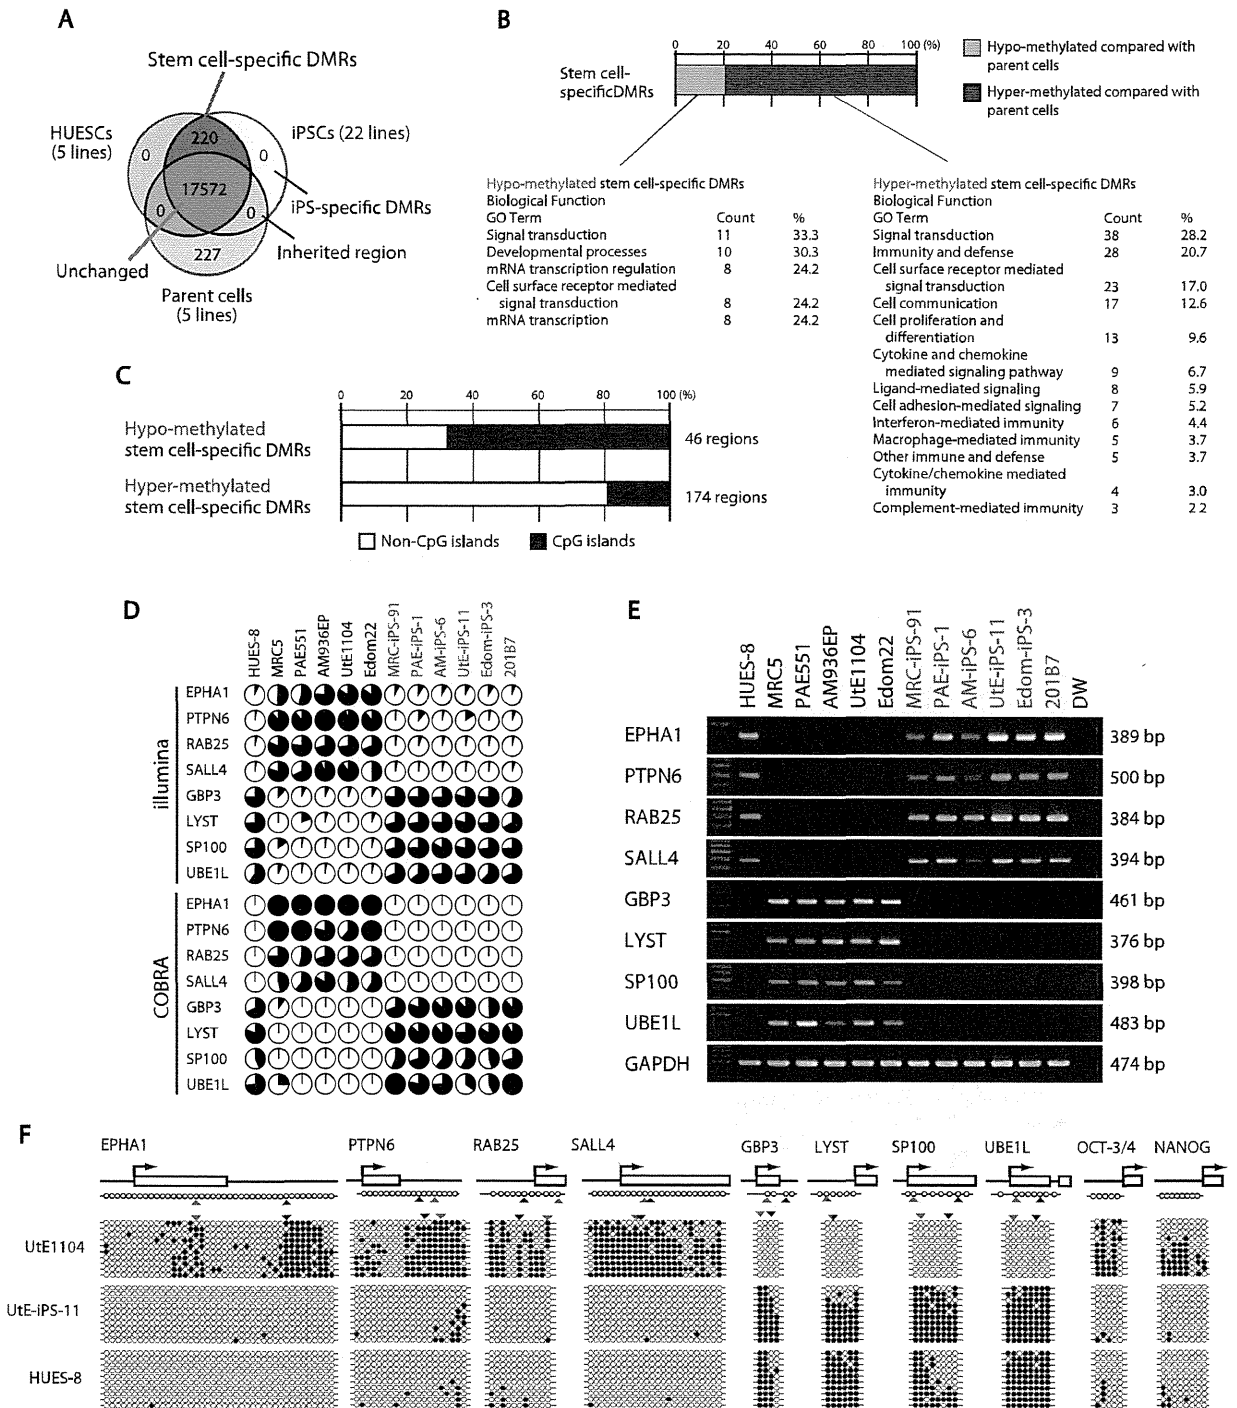 A
Stem cell-specific DMRs
HUESCs
(5 lines)
iPSCs (22 lines)
220
0
0
17572
0
0
227
iPS-specific DMRs
Inherited region
Unchanged
Parent cells
(5 lines)
B
0 20 40 60 80 100 (%)
Stem cell-
specificDMRs
Hypo-methylated compared with
parent cells
Hyper-methylated compared with
parent cells
Hypo-methylated stem cell-specific DMRs
Biological Function
GO Term Count %
Signal transduction 11 33.3
Developmental processes 10 30.3
mRNA transcription regulation 8 24.2
Cell surface receptor mediated
signal transduction 8 24.2
mRNA transcription 8 24.2
Hyper-methylated stem cell-specific DMRs
Biological Function
GO Term Count %
Signal transduction 38 28.2
Immunity and defense 28 20.7
Cell surface receptor mediated
signal transduction 23 17.0
Cell communication 17 12.6
Cell proliferation and
differentiation 13 9.6
Cytokine and chemokine
mediated signaling pathway 9 6.7
Ligand-mediated signaling 8 5.9
Cell adhesion-mediated signaling 7 5.2
Interferon-mediated immunity 6 4.4
Macrophage-mediated immunity 5 3.7
Other immune and defense 5 3.7
Cytokine/chemokine mediated
immunity 4 3.0
Complement-mediated immunity 3 2.2
C
0 20 40 60 80 100 (%)
Hypo-methylated
stem cell-specific DMRs
46 regions
Hyper-methylated
stem cell-specific DMRs
174 regions
Non-CpG islands CpG islands
D
HUES-8 MRC5 PAE551 AM936EP UtE1104 Edom22 MRC-iPS-91 PAE-iPS-1 AM-iPS-6 UtE-iPS-11 Edom-iPS-3 201B7
illumina
EPHA1
PTPN6
RAB25
SALL4
GBP3
LYST
SP100
UBE1L
COBRA
EPHA1
PTPN6
RAB25
SALL4
GBP3
LYST
SP100
UBE1L
E
HUES-8 MRC5 PAE551 AM936EP UtE1104 Edom22 MRC-iPS-91 PAE-iPS-1 AM-iPS-6 UtE-iPS-11 Edom-iPS-3 201B7 DW
EPHA1 389 bp
PTPN6 500 bp
RAB25 384 bp
SALL4 394 bp
GBP3 461 bp
LYST 376 bp
SP100 398 bp
UBE1L 483 bp
GAPDH 474 bp
F
EPHA1 PTPN6 RAB25 SALL4 GBP3 LYST SP100 UBE1L OCT-3/4 NANOG
UtE1104
UtE-iPS-11
HUES-8